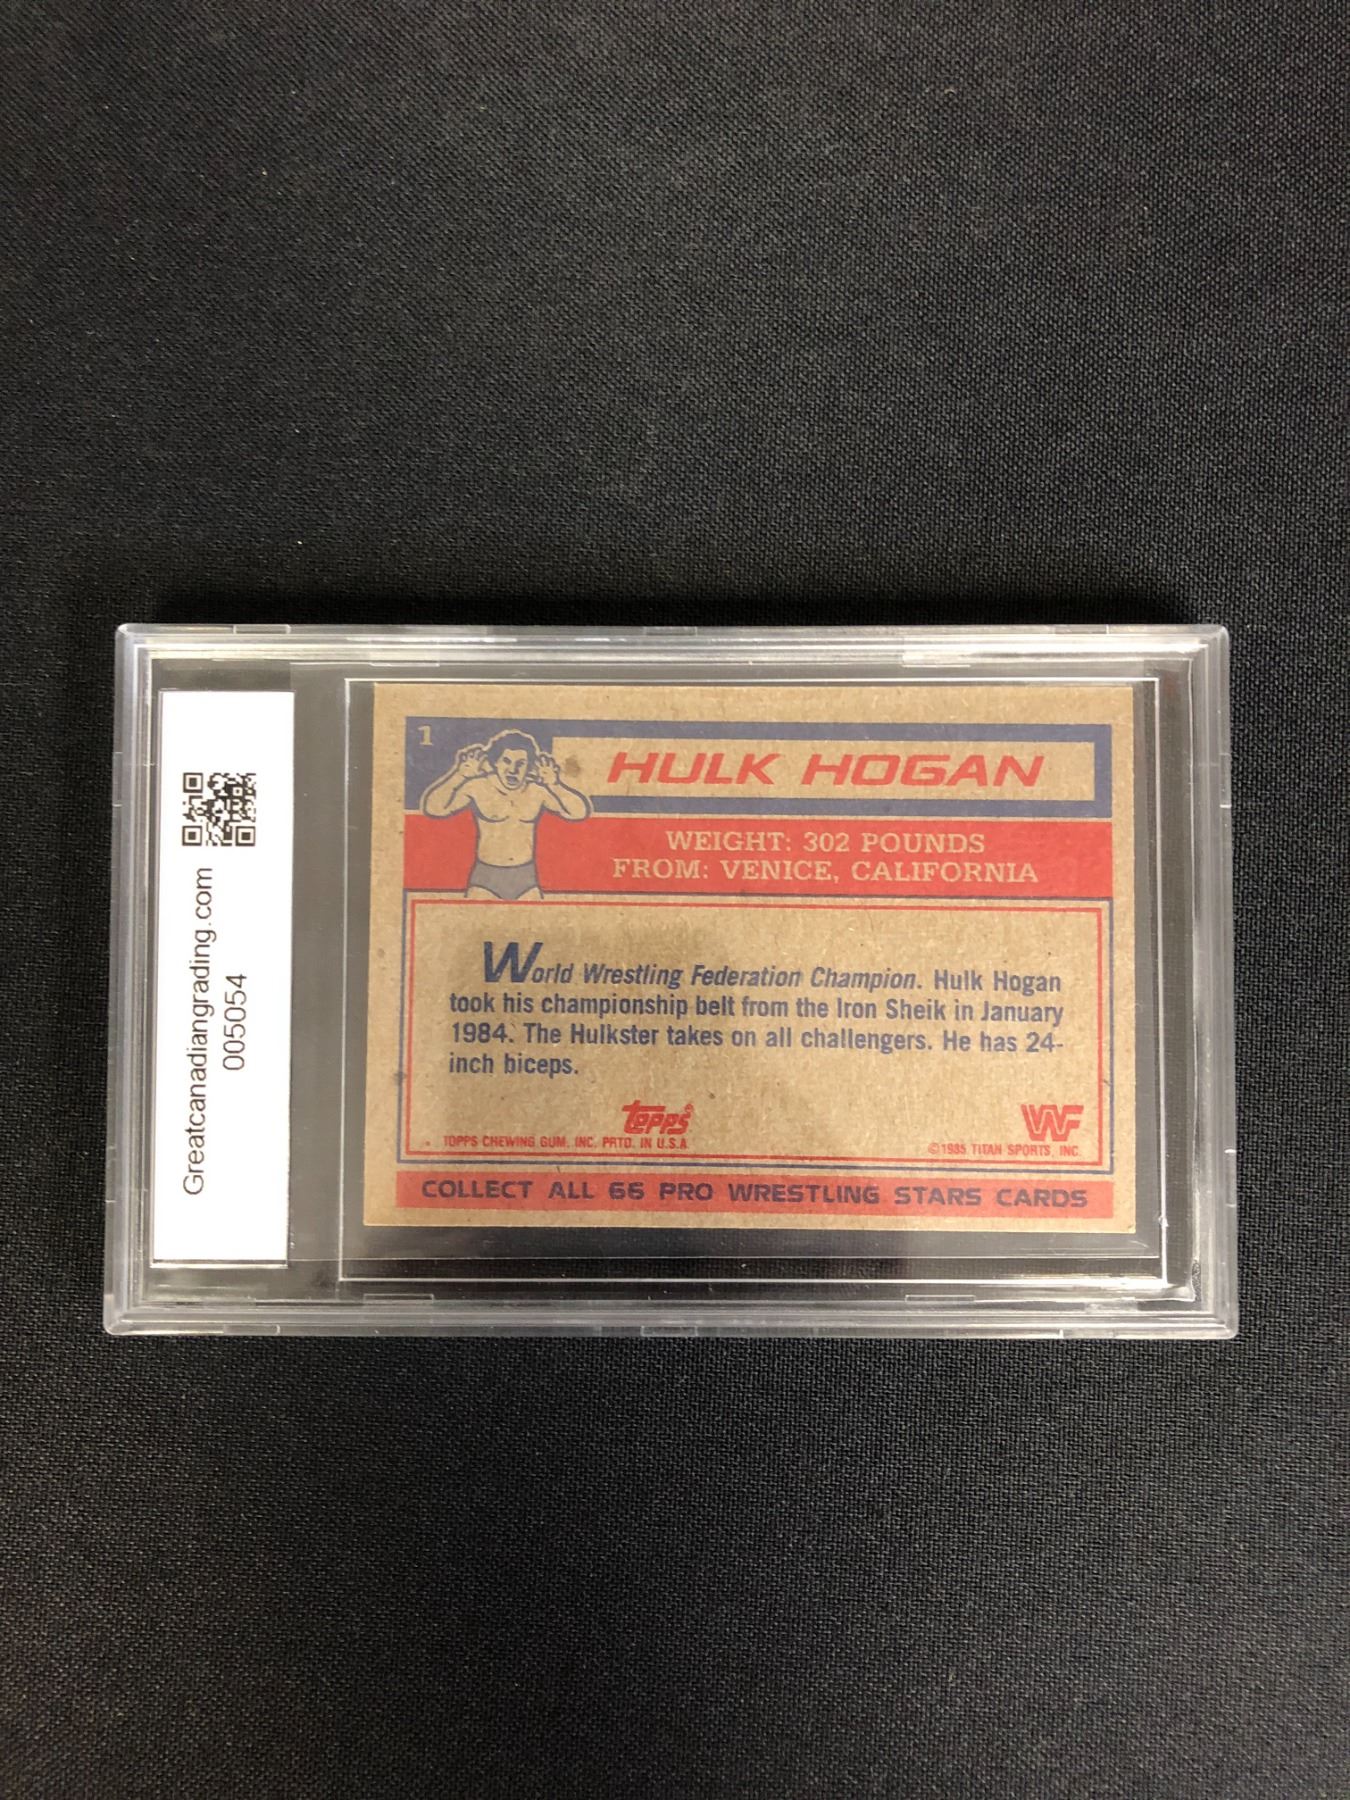 Greatcanadiangrading.com
005054
1
HULK HOGAN
WEIGHT: 302 POUNDS
FROM: VENICE, CALIFORNIA
World Wrestling Federation Champion. Hulk Hogan
took his championship belt from the Iron Sheik in January
1984. The Hulkster takes on all challengers. He has 24-
inch biceps.
topps®
WF
. TOPPS CHEWING GUM, INC. PRTD. IN U.S.A.
©1985 TITAN SPORTS, INC.
COLLECT ALL 66 PRO WRESTLING STARS CARDS